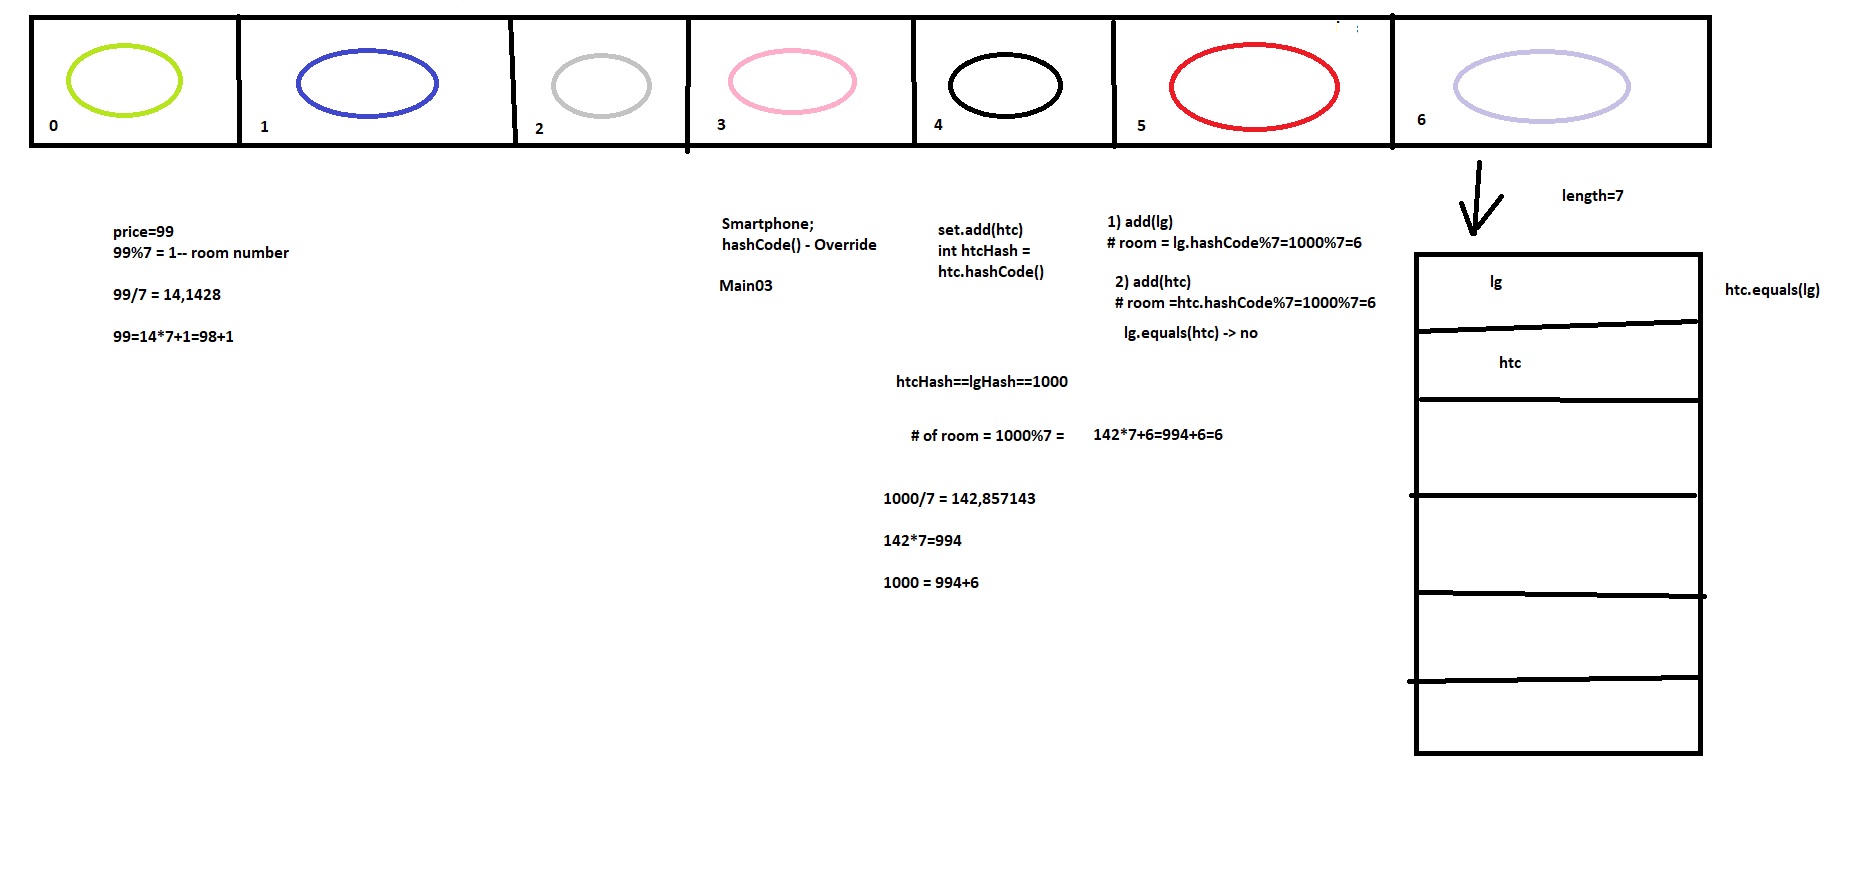 0
1
2
3
4
5
6
length=7
price=99
99%7 = 1-- room number
99/7 = 14,1428
99=14*7+1=98+1
Smartphone;
hashCode() - Override
Main03
set.add(htc)
int htcHash =
htc.hashCode()
1) add(lg)
# room = lg.hashCode%7=1000%7=6
2) add(htc)
# room =htc.hashCode%7=1000%7=6
lg.equals(htc) -> no
htcHash==lgHash==1000
# of room = 1000%7 =
142*7+6=994+6=6
1000/7 = 142,857143
142*7=994
1000 = 994+6
lg
htc
htc.equals(lg)